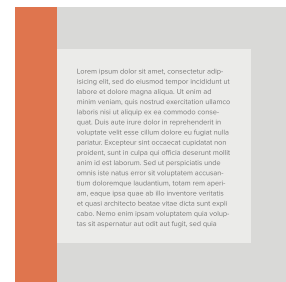 Lorem ipsum dolor sit amet, consectetur adip-
isicing elit, sed do eiusmod tempor incididunt ut
labore et dolore magna aliqua. Ut enim ad
minim veniam, quis nostrud exercitation ullamco
laboris nisi ut aliquip ex ea commodo conse-
quat. Duis aute irure dolor in reprehenderit in
voluptate velit esse cillum dolore eu fugiat nulla
pariatur. Excepteur sint occaecat cupidatat non
proident, sunt in culpa qui officia deserunt mollit
anim id est laborum. Sed ut perspiciatis unde
omnis iste natus error sit voluptatem accusan-
tium doloremque laudantium, totam rem aperi-
am, eaque ipsa quae ab illo inventore veritatis
et quasi architecto beatae vitae dicta sunt expli
cabo. Nemo enim ipsam voluptatem quia volup-
tas sit aspernatur aut odit aut fugit, sed quia